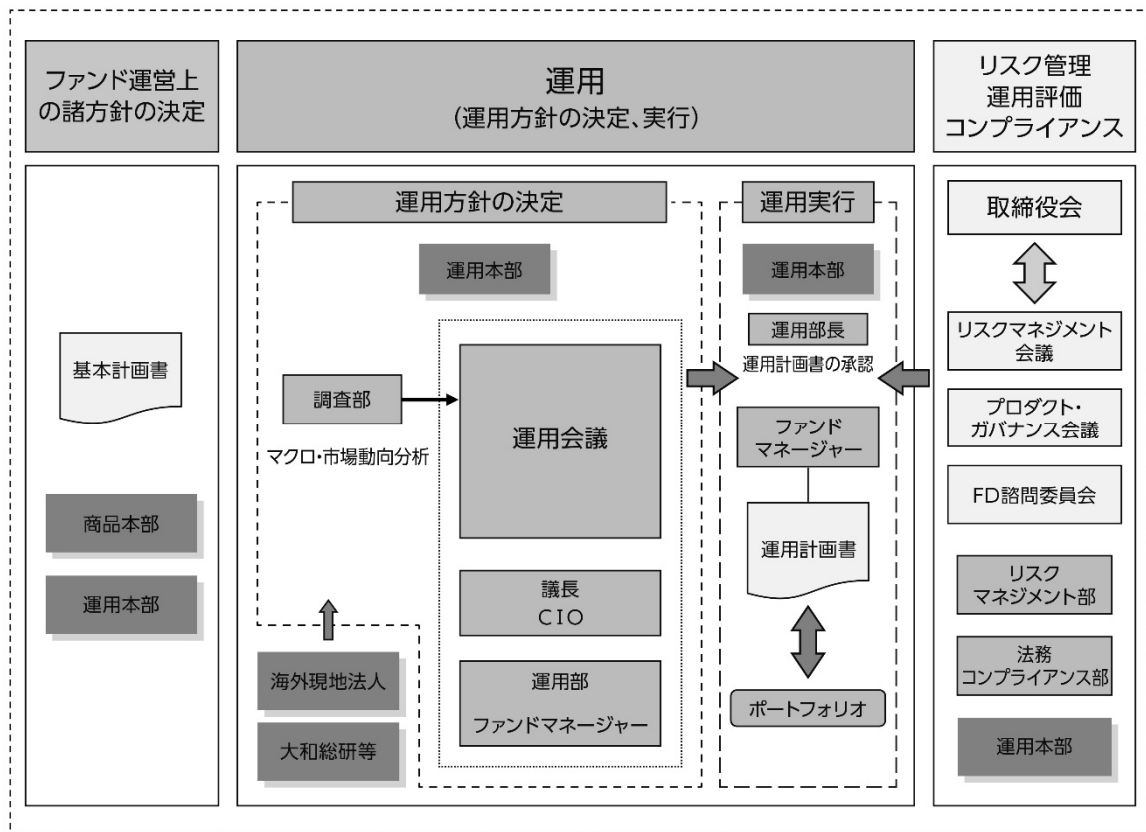 ファンド運営上
の諸方針の決定
運用
(運用方針の決定、実行)
リスク管理
運用評価
コンプライアンス
基本計画書
商品本部
運用本部
運用方針の決定
運用本部
調査部
マクロ・市場動向分析
運用会議
議長
CIO
運用部
ファンドマネージャー
海外現地法人
大和総研等
運用実行
運用本部
運用部長
運用計画書の承認
ファンド
マネージャー
運用計画書
ポートフォリオ
取締役会
リスクマネジメント
会議
プロダクト・
ガバナンス会議
FD諮問委員会
リスク
マネジメント部
法務
コンプライアンス部
運用本部